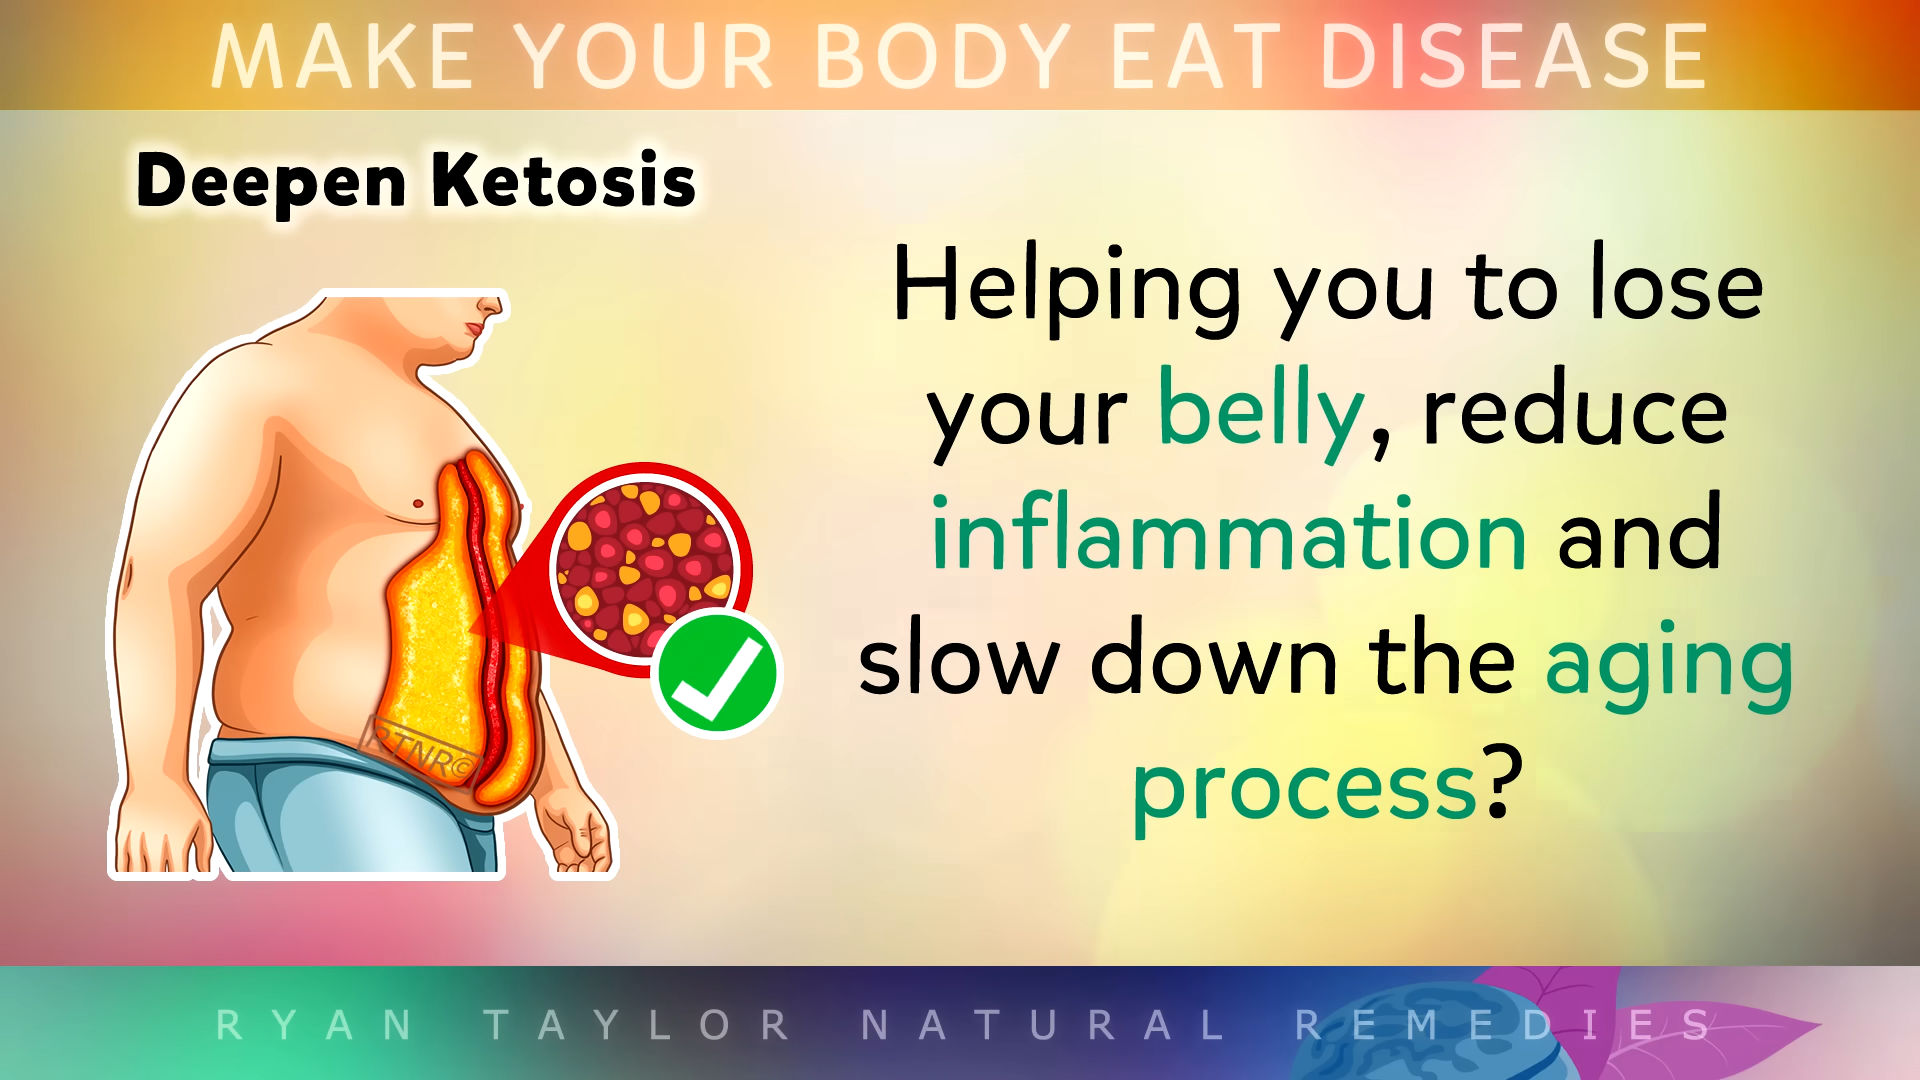 MAKE YOUR BODY EAT DISEASE
Deepen Ketosis
Helping you to lose
your belly, reduce
inflammation and
slow down the aging
process?
RTNR©
RYAN TAYLOR NATURAL REMEDIES